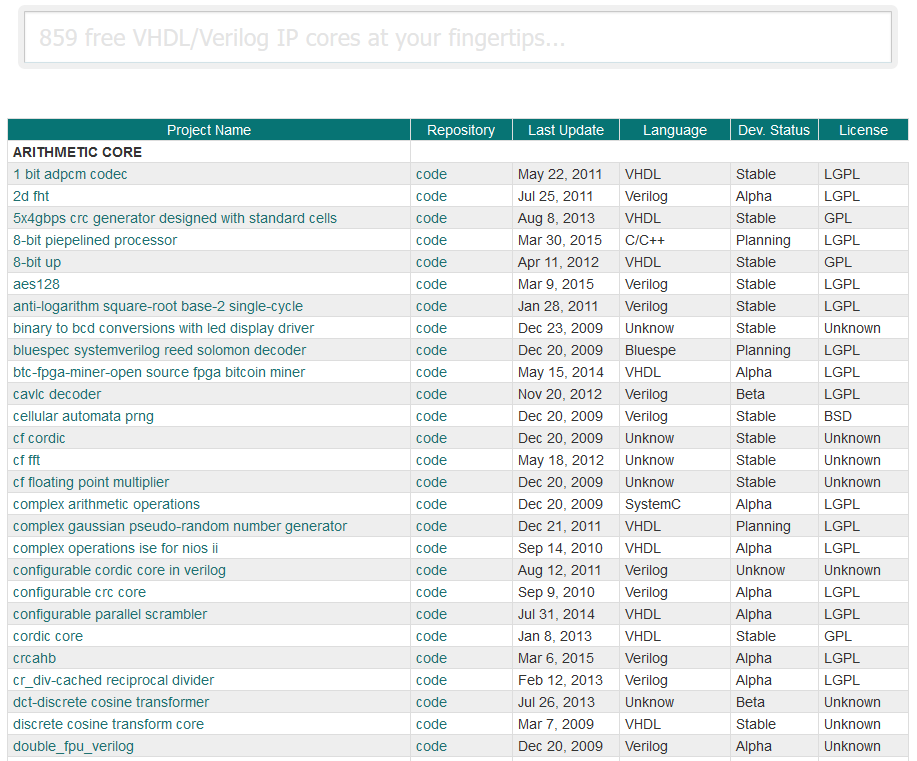 859 free VHDL/Verilog IP cores at your fingertips...
Project Name Repository Last Update Language Dev. Status License
ARITHMETIC CORE
1 bit adpcm codec code May 22, 2011 VHDL Stable LGPL
2d fht code Jul 25, 2011 Verilog Alpha LGPL
5x4gbps crc generator designed with standard cells code Aug 8, 2013 VHDL Stable GPL
8-bit piepelined processor code Mar 30, 2015 C/C++ Planning LGPL
8-bit up code Apr 11, 2012 VHDL Stable GPL
aes128 code Mar 9, 2015 Verilog Stable LGPL
anti-logarithm square-root base-2 single-cycle code Jan 28, 2011 Verilog Stable LGPL
binary to bcd conversions with led display driver code Dec 23, 2009 Unknow Stable Unknown
bluespec systemverilog reed solomon decoder code Dec 20, 2009 Bluespe Planning LGPL
btc-fpga-miner-open source fpga bitcoin miner code May 15, 2014 VHDL Alpha LGPL
cavlc decoder code Nov 20, 2012 Verilog Beta LGPL
cellular automata prng code Dec 20, 2009 Verilog Stable BSD
cf cordic code Dec 20, 2009 Unknow Stable Unknown
cf fft code May 18, 2012 Unknow Stable Unknown
cf floating point multiplier code Dec 20, 2009 Unknow Stable Unknown
complex arithmetic operations code Dec 20, 2009 SystemC Alpha LGPL
complex gaussian pseudo-random number generator code Dec 21, 2011 VHDL Planning LGPL
complex operations ise for nios ii code Sep 14, 2010 VHDL Alpha LGPL
configurable cordic core in verilog code Aug 12, 2011 Verilog Unknow Unknown
configurable crc core code Sep 9, 2010 Verilog Alpha LGPL
configurable parallel scrambler code Jul 31, 2014 VHDL Alpha LGPL
cordic core code Jan 8, 2013 VHDL Stable GPL
crcahb code Mar 6, 2015 Verilog Alpha LGPL
cr_div-cached reciprocal divider code Feb 12, 2013 Verilog Alpha LGPL
dct-discrete cosine transformer code Jul 26, 2013 Unknow Beta Unknown
discrete cosine transform core code Mar 7, 2009 VHDL Stable Unknown
double_fpu_verilog code Dec 20, 2009 Verilog Alpha Unknown